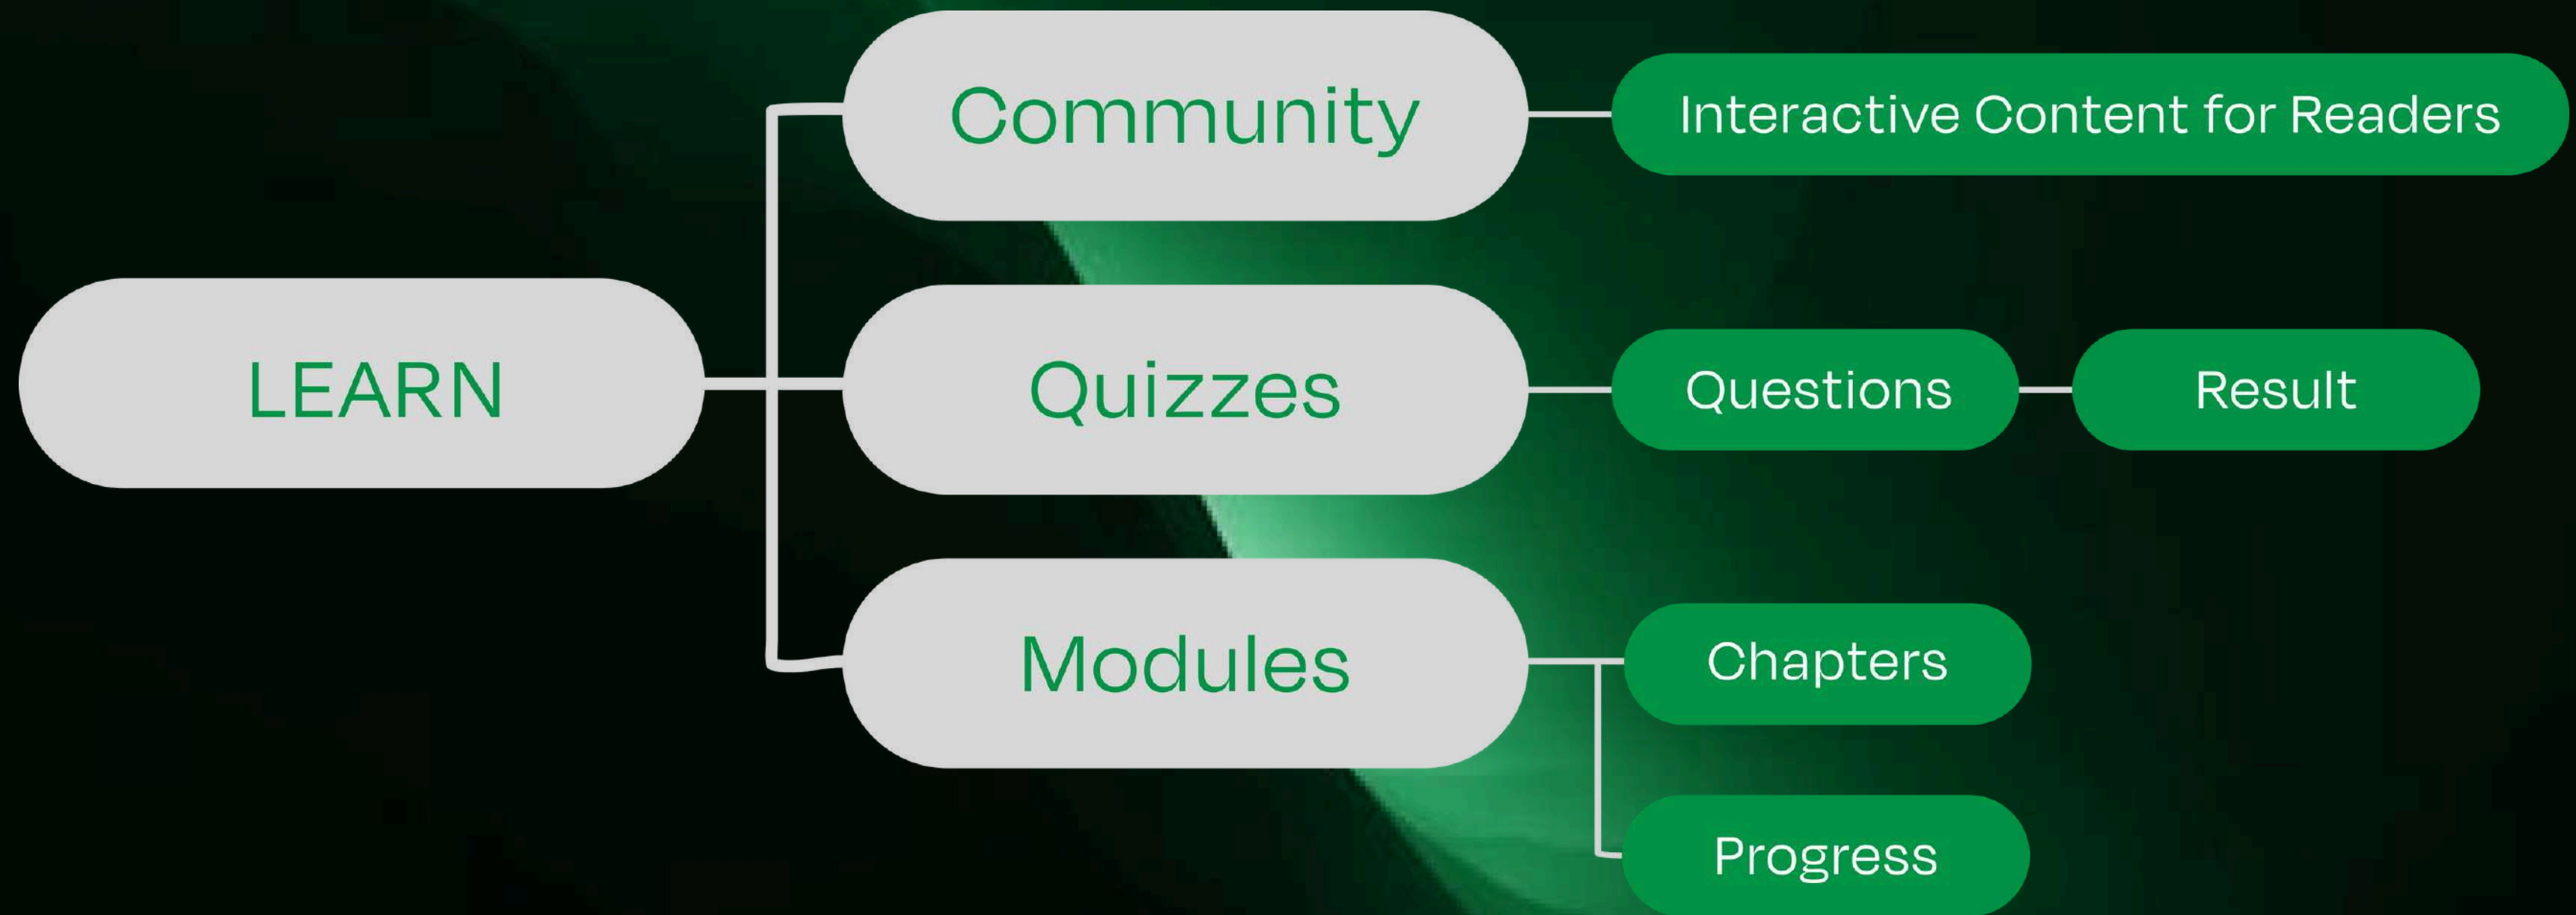 LEARN
Community
Interactive Content for Readers
Quizzes
Questions
Result
Modules
Chapters
Progress